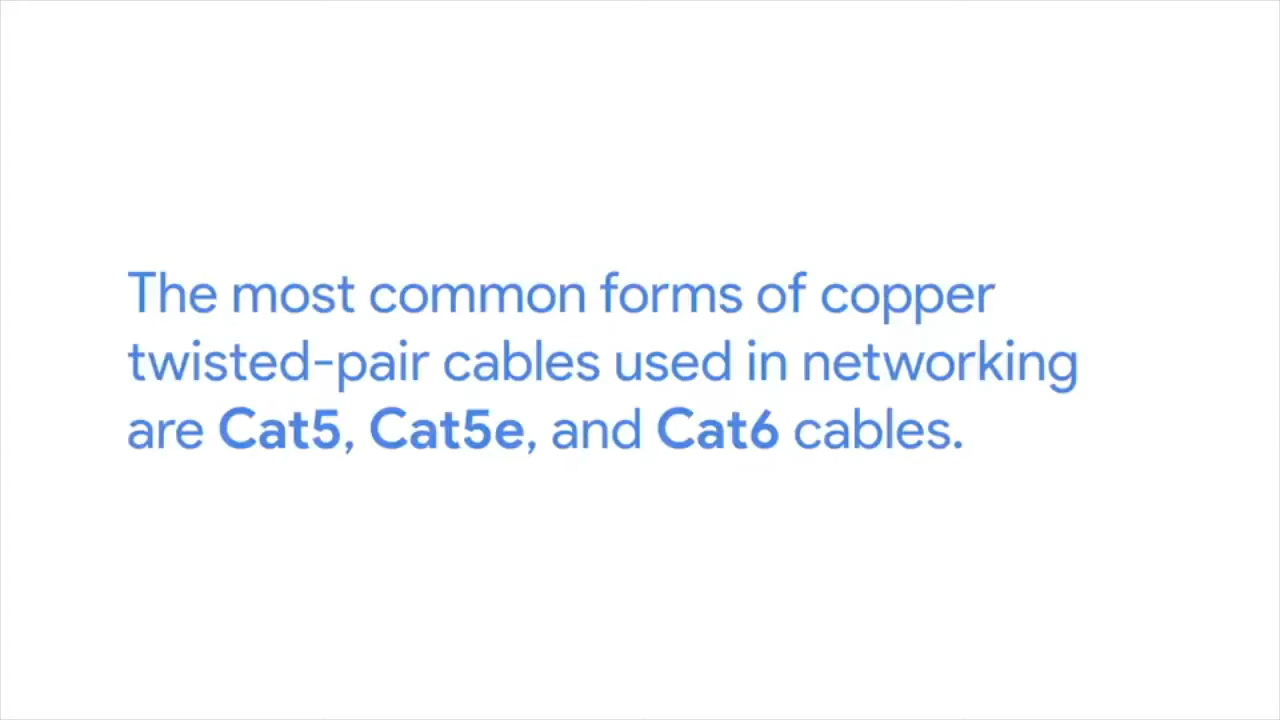 The most common forms of copper
twisted-pair cables used in networking
are Cat5, Cat5e, and Cat6 cables.